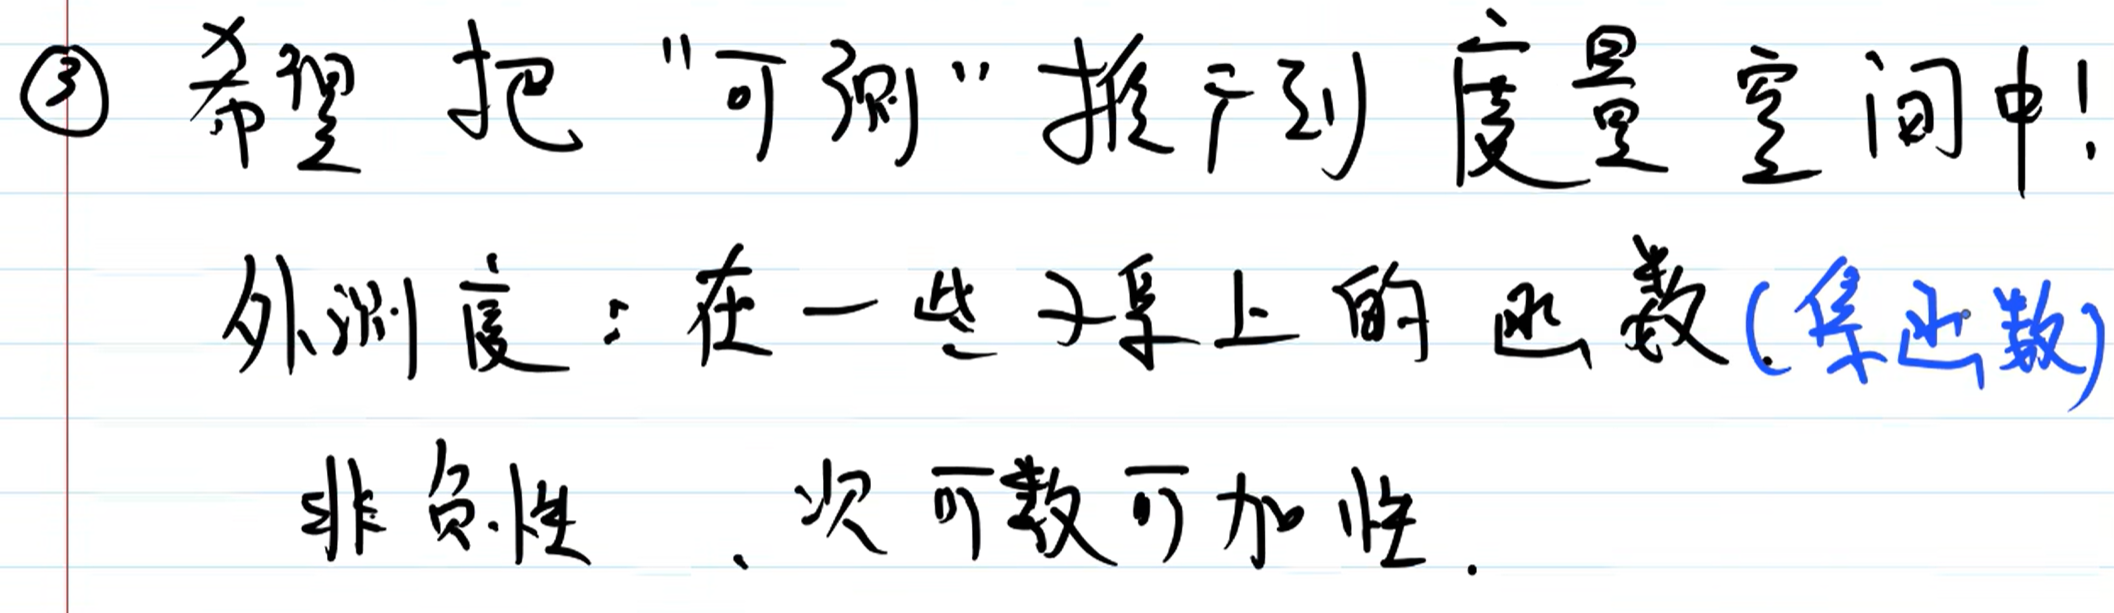 ③ 希望 把 "可测" 推广到 度量空间中!
外测度:在一些子集上的函数(集函数)
非负性、次可数可加性.